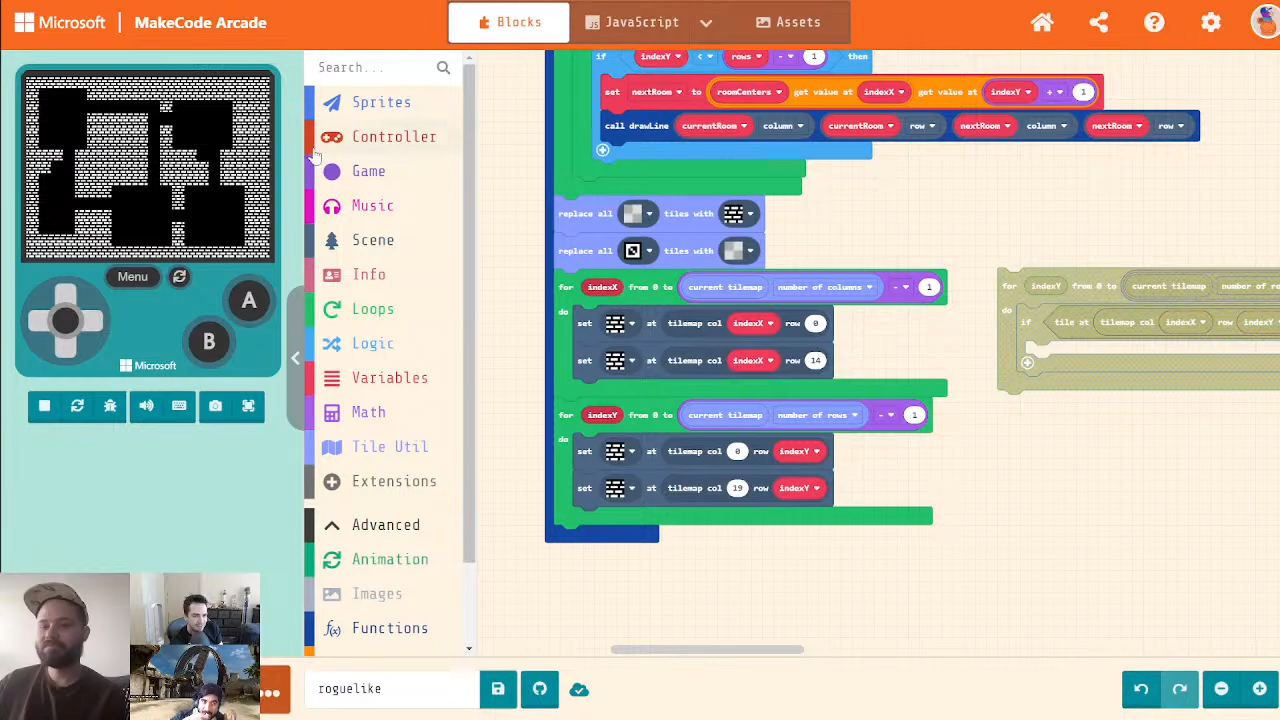 Microsoft | MakeCode Arcade
Blocks
JavaScript
Assets
Search...
Sprites
Controller
Game
Music
Scene
Info
Loops
Logic
Variables
Math
Tile Util
Extensions
Advanced
Animation
Images
Functions
Menu
A
B
Microsoft
if indexY < rows - 1 then
set nextRoom to roomCenters get value at indexX get value at indexY + 1
call drawLine currentRoom column currentRoom row nextRoom column nextRoom row
replace all tiles with
replace all tiles with
for indexX from 0 to current tilemap number of columns - 1
do
set at tilemap col indexX row 0
set at tilemap col indexX row 14
for indexY from 0 to current tilemap number of rows - 1
do
set at tilemap col 0 row indexY
set at tilemap col 19 row indexY
for indexY from 0 to current tilemap number of ro
do
if tile at tilemap col indexX row indexY
roguelike